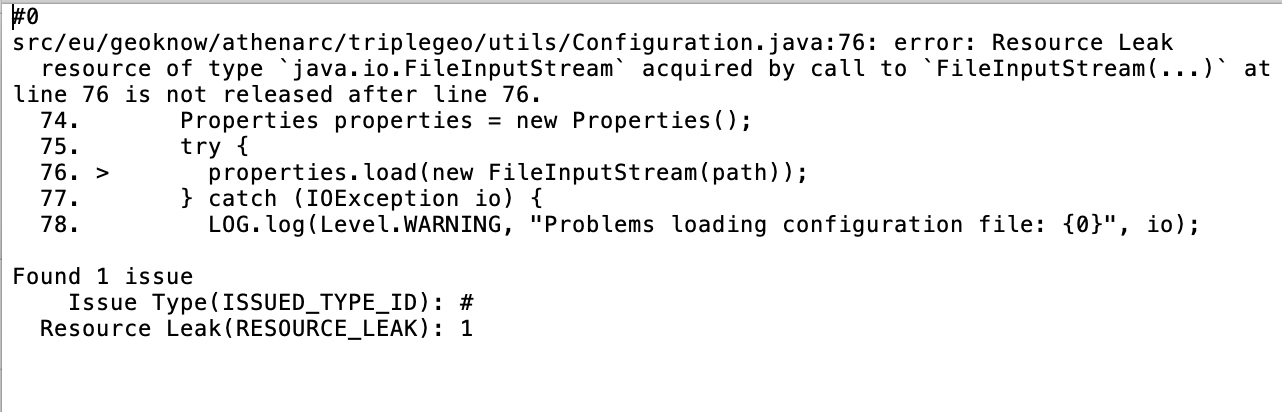 #0
src/eu/geoknow/athenarc/triplegeo/utils/Configuration.java:76: error: Resource Leak
  resource of type `java.io.FileInputStream` acquired by call to `FileInputStream(...)` at
line 76 is not released after line 76.
  74.       Properties properties = new Properties();
  75.       try {
  76. >       properties.load(new FileInputStream(path));
  77.       } catch (IOException io) {
  78.         LOG.log(Level.WARNING, "Problems loading configuration file: {0}", io);
Found 1 issue
    Issue Type(ISSUED_TYPE_ID): #
  Resource Leak(RESOURCE_LEAK): 1